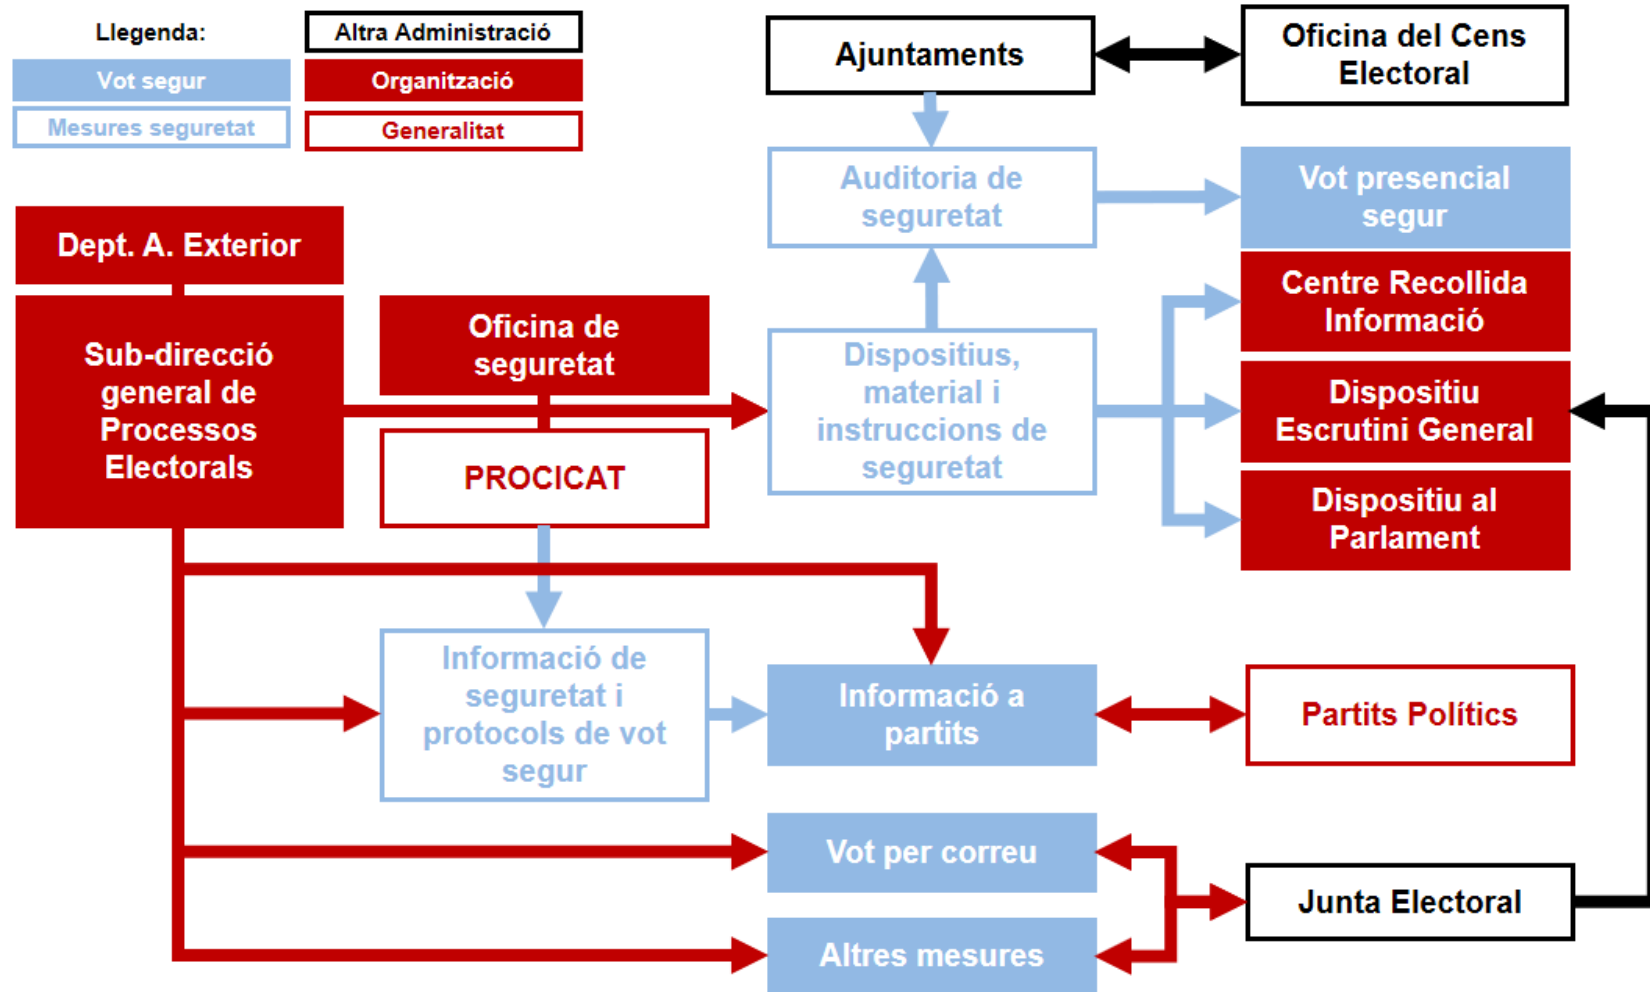 Llegenda:
Altra Administració
Vot segur
Organització
Mesures seguretat
Generalitat
Ajuntaments
Oficina del Cens
Electoral
Auditoria de
seguretat
Vot presencial
segur
Dept. A. Exterior
Sub-direcció
general de
Processos
Electorals
Oficina de
seguretat
PROCICAT
Dispositius,
material i
instruccions de
seguretat
Centre Recollida
Informació
Dispositiu
Escrutini General
Dispositiu al
Parlament
Informació de
seguretat i
protocols de vot
segur
Informació a
partits
Partits Polítics
Vot per correu
Altres mesures
Junta Electoral